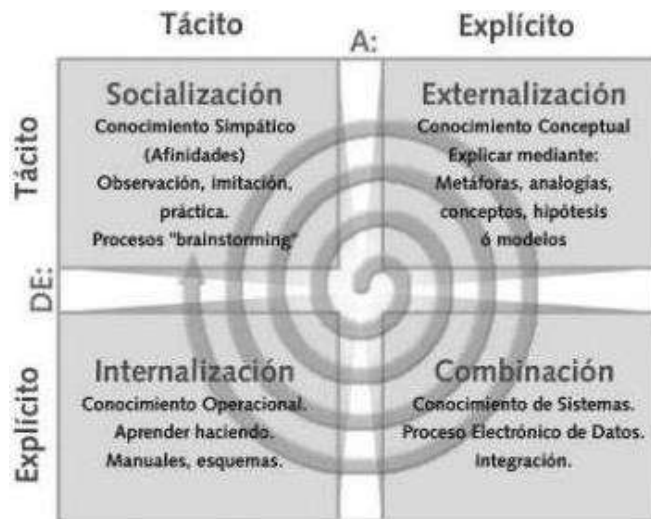 Tácito
A:
Explícito
Tácito
Socialización
Conocimiento Simpático
(Afinidades)
Observación, imitación,
práctica.
Procesos "brainstorming"
Externalización
Conocimiento Conceptual
Explicar mediante:
Metáforas, analogías,
conceptos, hipótesis
ó modelos
DE:
Explícito
Internalización
Conocimiento Operacional.
Aprender haciendo.
Manuales, esquemas.
Combinación
Conocimiento de Sistemas.
Proceso Electrónico de Datos.
Integración.